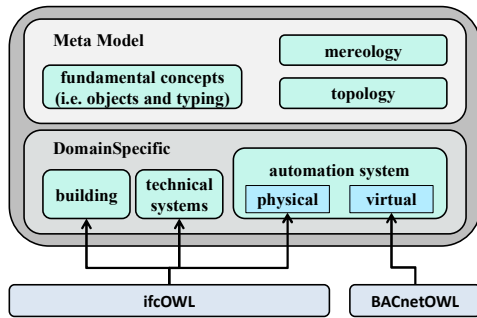 Meta Model
mereology
fundamental concepts
(i.e. objects and typing)
topology
DomainSpecific
automation system
building
technical
systems
physical
virtual
ifcOWL
BACnetOWL